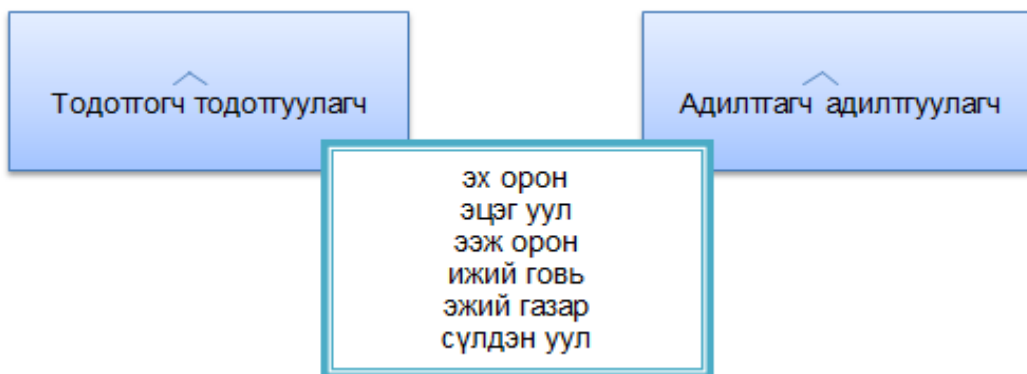 Тодотгогч тодотгуулагч
Адилтгагч адилтгуулагч
эх орон
эцэг уул
ээж орон
ижий говь
эжий газар
сүлдэн уул